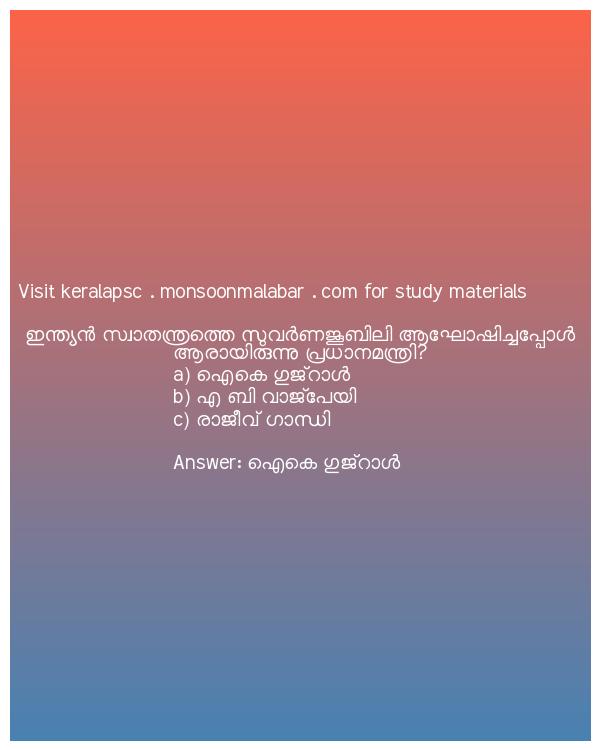 Visit keralapsc . monsoonmalabar . com for study materials
ഇന്ത്യൻ സ്വാതന്ത്ര്യത്തെ സുവർണജൂബിലി ആഘോഷിച്ചപ്പോൾ
ആരായിരുന്നു പ്രധാനമന്ത്രി?
a) ഐകെ ഗുജ്റാൾ
b) എ ബി വാജ്പേയി
c) രാജീവ് ഗാന്ധി
Answer: ഐകെ ഗുജ്റാൾ